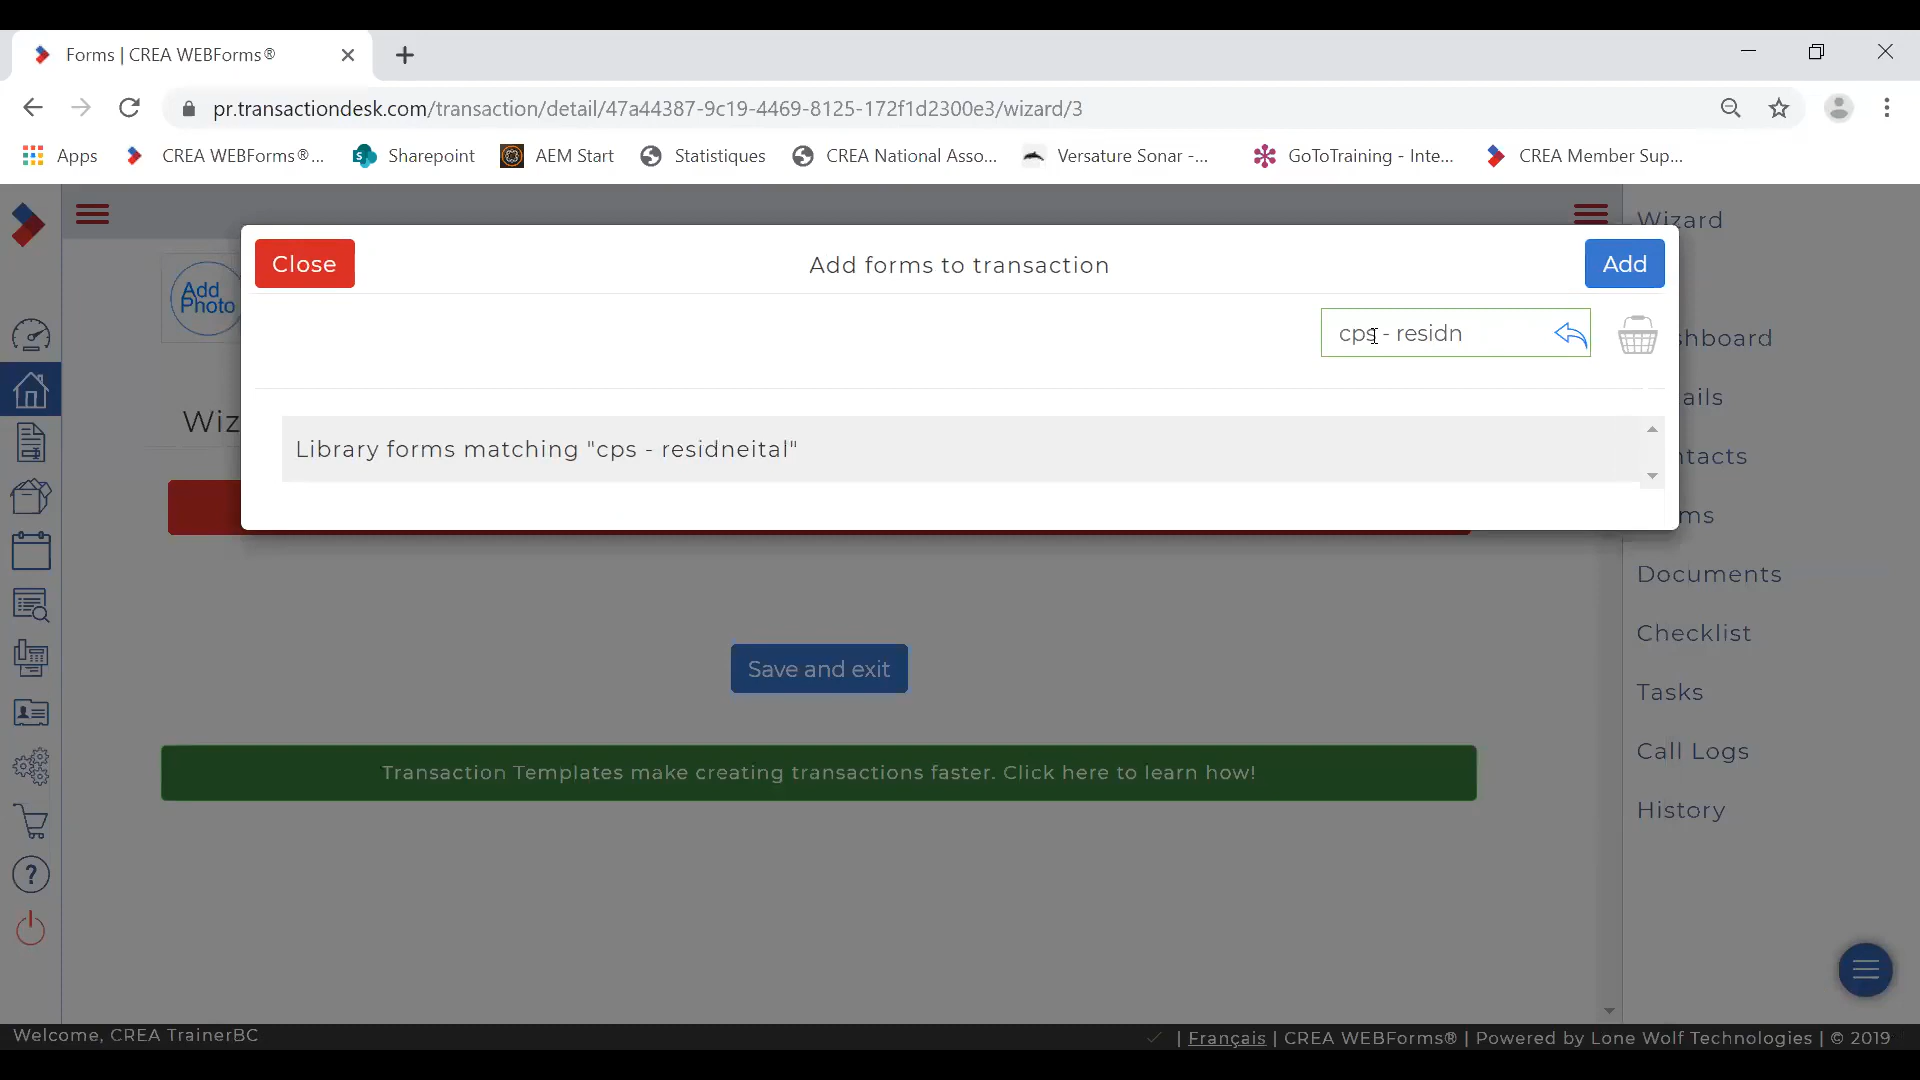 Forms | CREA WEBForms®
pr.transactiondesk.com/transaction/detail/47a44387-9c19-4469-8125-172f1d2300e3/wizard/3
Apps CREA WEBForms®... Sharepoint AEM Start Statistiques CREA National Asso... Versature Sonar -... GoToTraining - Inte... CREA Member Sup...
Wizard
Close Add forms to transaction Add
Add
Photo
cps - residn
shboard
ails
Wiz
Library forms matching "cps - residneital"
ntacts
ms
Documents
Checklist
Save and exit
Tasks
Call Logs
Transaction Templates make creating transactions faster. Click here to learn how!
History
?
Welcome, CREA TrainerBC
| Français | CREA WEBForms® | Powered by Lone Wolf Technologies | © 2019